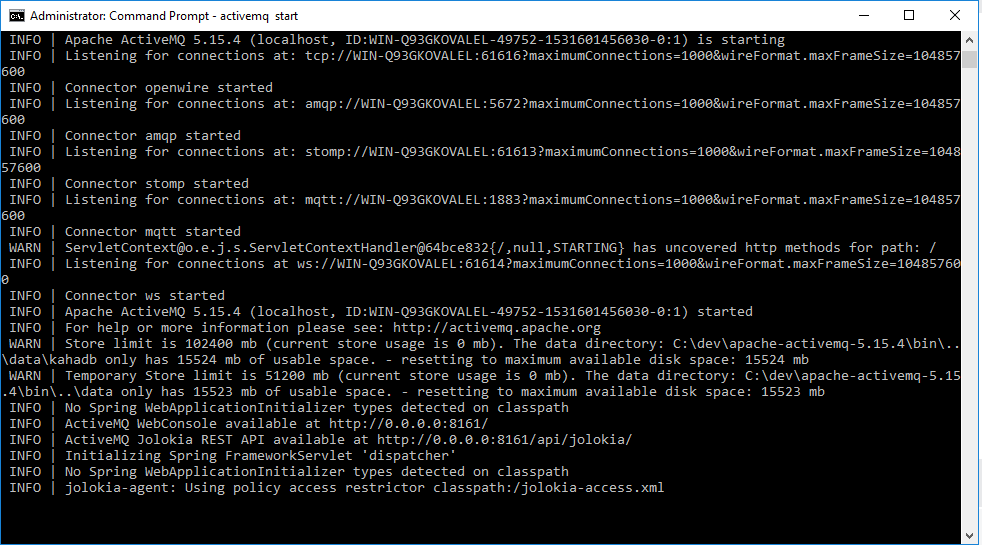 Administrator: Command Prompt - activemq  start
INFO | Apache ActiveMQ 5.15.4 (localhost, ID:WIN-Q93GKOVALEL-49752-1531601456030-0:1) is starting
INFO | Listening for connections at: tcp://WIN-Q93GKOVALEL:61616?maximumConnections=1000&wireFormat.maxFrameSize=104857
600
INFO | Connector openwire started
INFO | Listening for connections at: amqp://WIN-Q93GKOVALEL:5672?maximumConnections=1000&wireFormat.maxFrameSize=104857
600
INFO | Connector amqp started
INFO | Listening for connections at: stomp://WIN-Q93GKOVALEL:61613?maximumConnections=1000&wireFormat.maxFrameSize=1048
57600
INFO | Connector stomp started
INFO | Listening for connections at: mqtt://WIN-Q93GKOVALEL:1883?maximumConnections=1000&wireFormat.maxFrameSize=104857
600
INFO | Connector mqtt started
WARN | ServletContext@o.e.j.s.ServletContextHandler@64bce832{/,null,STARTING} has uncovered http methods for path: /
INFO | Listening for connections at ws://WIN-Q93GKOVALEL:61614?maximumConnections=1000&wireFormat.maxFrameSize=10485760
0
INFO | Connector ws started
INFO | Apache ActiveMQ 5.15.4 (localhost, ID:WIN-Q93GKOVALEL-49752-1531601456030-0:1) started
INFO | For help or more information please see: http://activemq.apache.org
WARN | Store limit is 102400 mb (current store usage is 0 mb). The data directory: C:\dev\apache-activemq-5.15.4\bin\..
\data\kahadb only has 15524 mb of usable space. - resetting to maximum available disk space: 15524 mb
WARN | Temporary Store limit is 51200 mb (current store usage is 0 mb). The data directory: C:\dev\apache-activemq-5.15
.4\bin\..\data only has 15523 mb of usable space. - resetting to maximum available disk space: 15523 mb
INFO | No Spring WebApplicationInitializer types detected on classpath
INFO | ActiveMQ WebConsole available at http://0.0.0.0:8161/
INFO | ActiveMQ Jolokia REST API available at http://0.0.0.0:8161/api/jolokia/
INFO | Initializing Spring FrameworkServlet 'dispatcher'
INFO | No Spring WebApplicationInitializer types detected on classpath
INFO | jolokia-agent: Using policy access restrictor classpath:/jolokia-access.xml